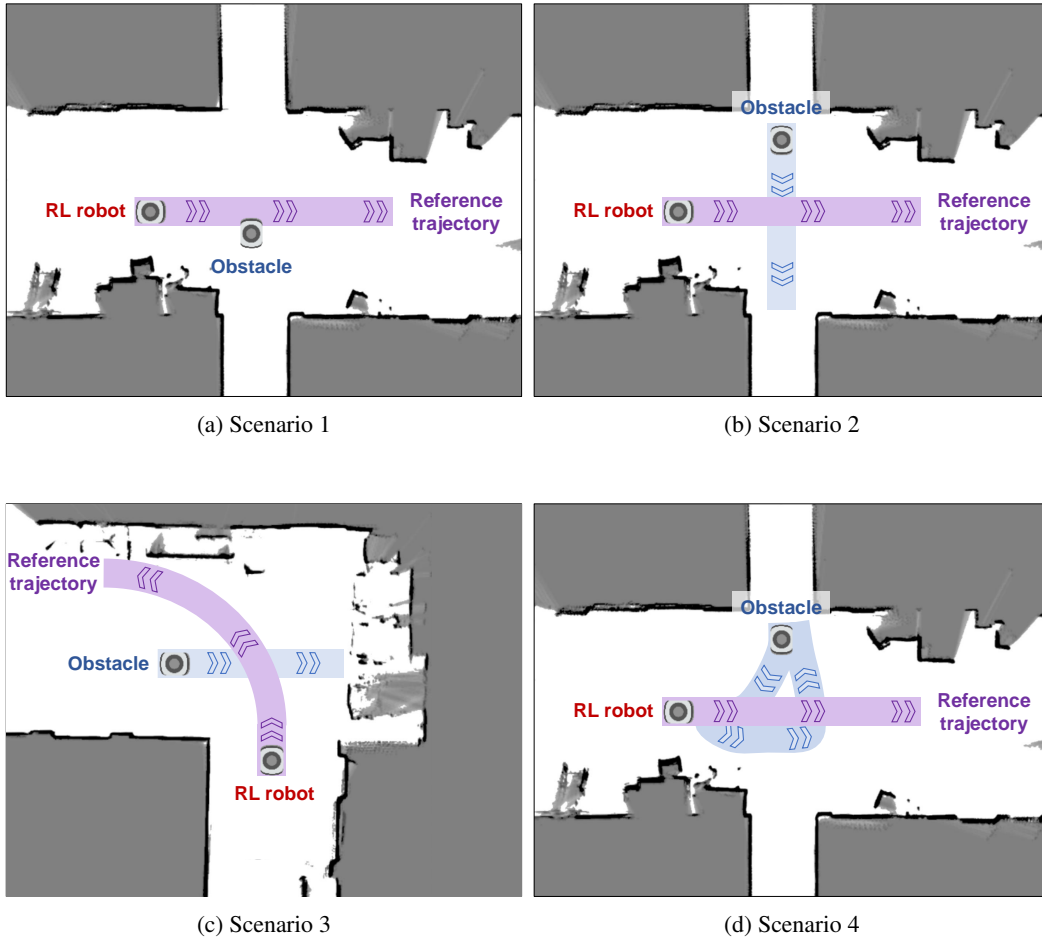 RL robot
Reference
trajectory
Obstacle
(a) Scenario 1
Obstacle
RL robot
Reference
trajectory
(b) Scenario 2
Reference
trajectory
Obstacle
RL robot
(c) Scenario 3
Obstacle
RL robot
Reference
trajectory
(d) Scenario 4